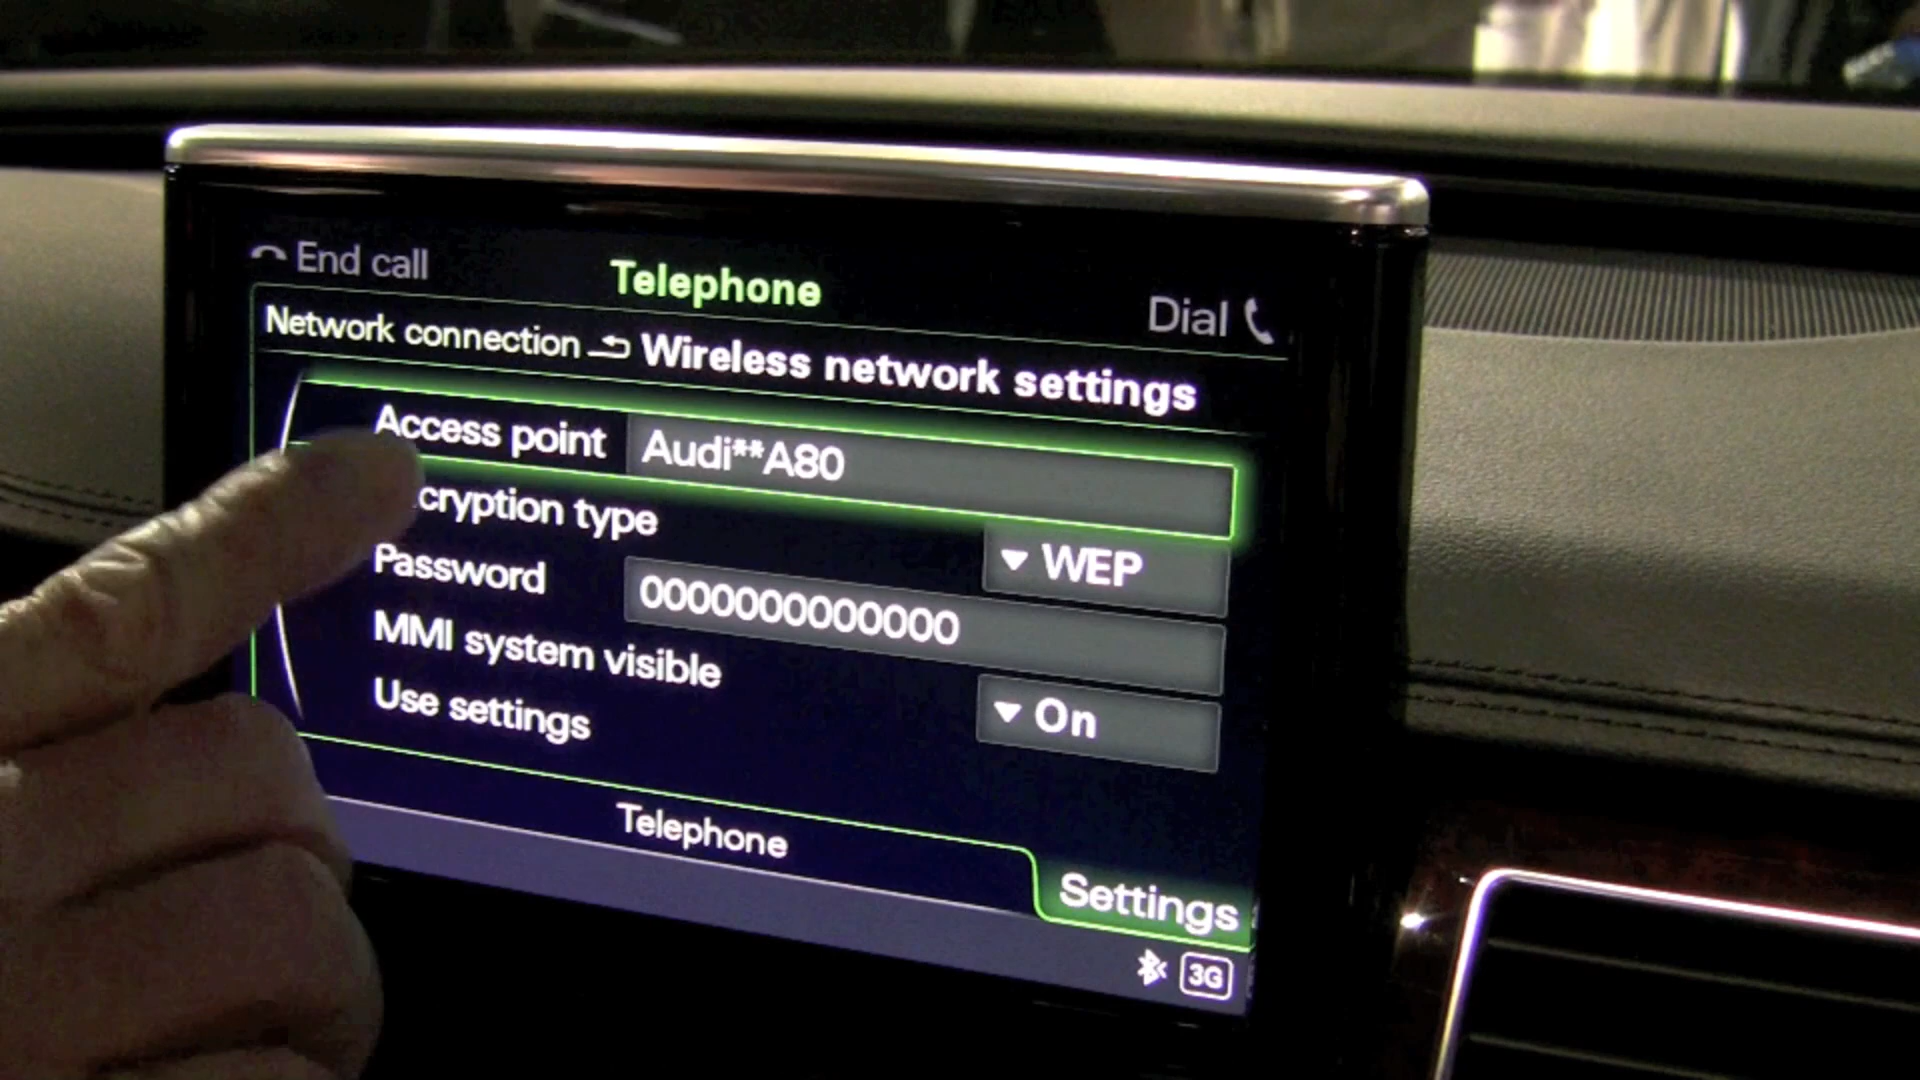 End call
Telephone
Dial
Network connection Wireless network settings
Access point Audi**A80
cryption type WEP
Password 0000000000000
MMI system visible On
Use settings
Telephone
Settings
3G